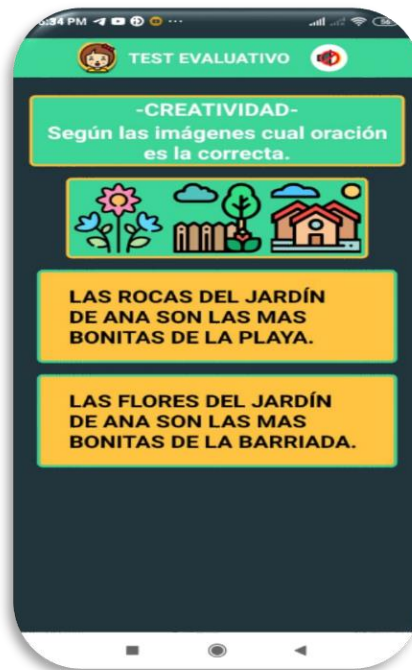 :34 PM
TEST EVALUATIVO
-CREATIVIDAD-
Según las imágenes cual oración
es la correcta.
LAS ROCAS DEL JARDÍN
DE ANA SON LAS MAS
BONITAS DE LA PLAYA.
LAS FLORES DEL JARDÍN
DE ANA SON LAS MAS
BONITAS DE LA BARRIADA.